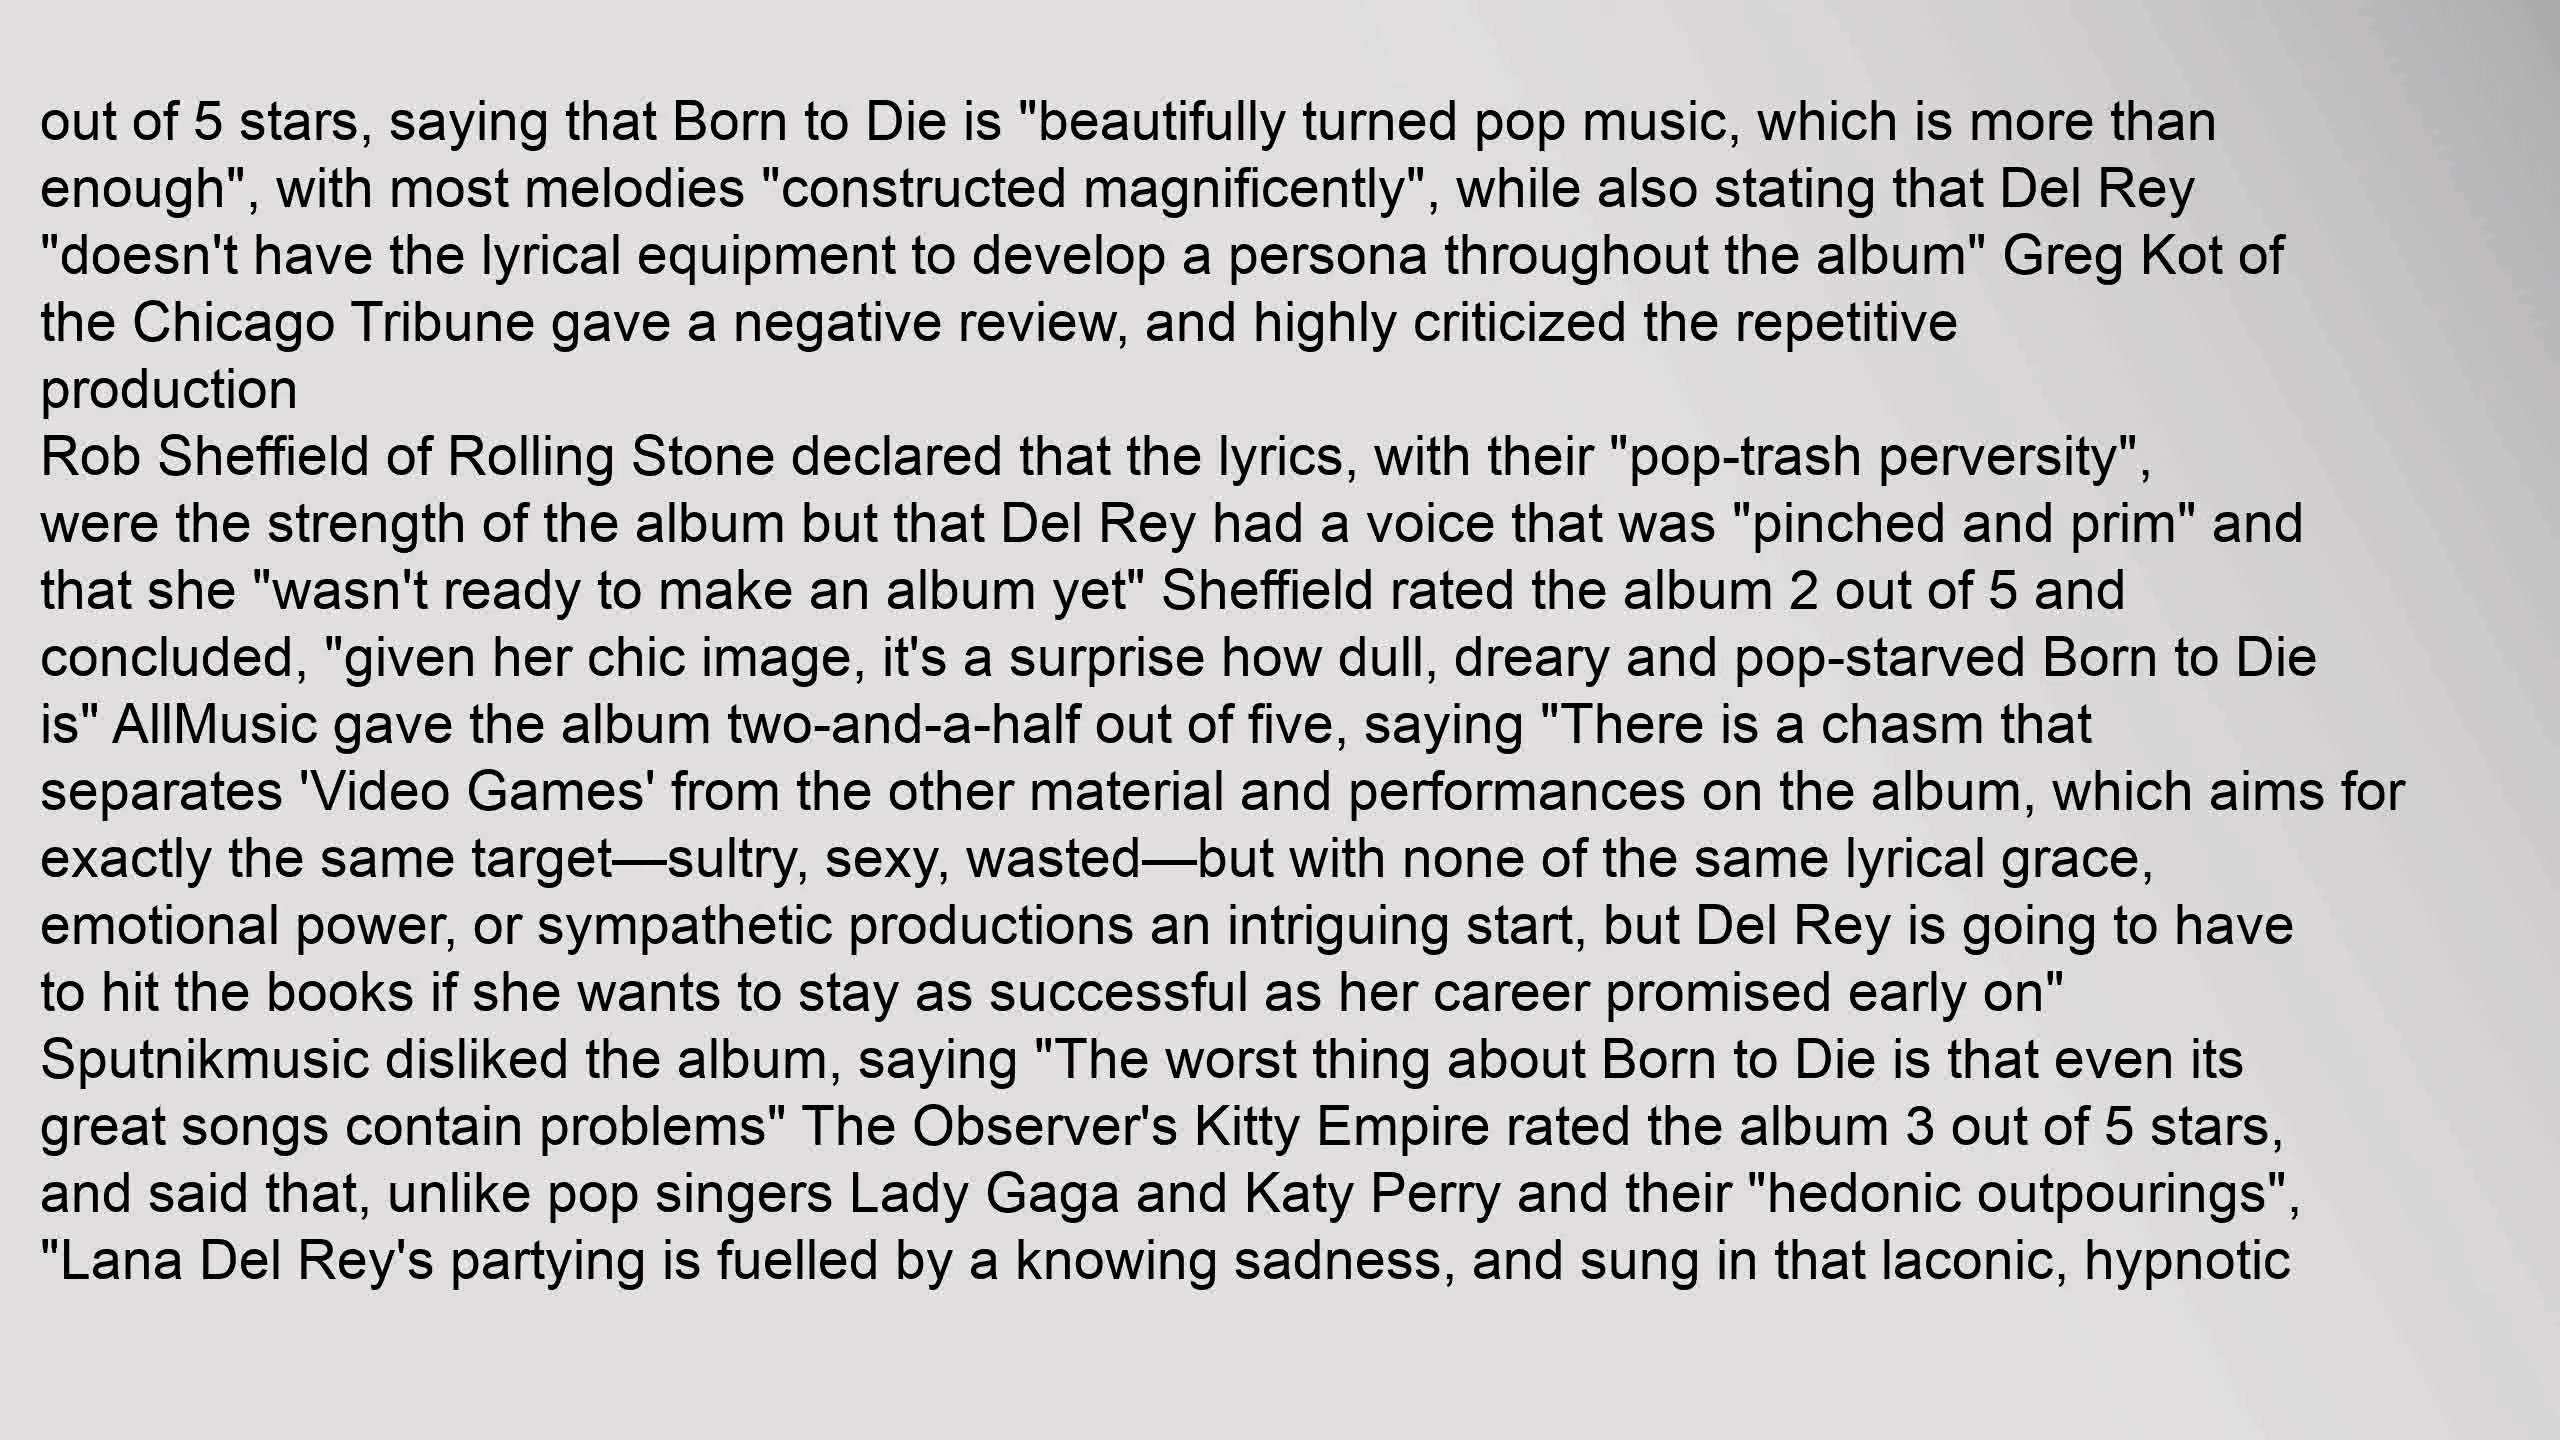 out of 5 stars, saying that Born to Die is "beautifully turned pop music, which is more than
enough", with most melodies "constructed magnificently", while also stating that Del Rey
"doesn't have the lyrical equipment to develop a persona throughout the album" Greg Kot of
the Chicago Tribune gave a negative review, and highly criticized the repetitive
production
Rob Sheffield of Rolling Stone declared that the lyrics, with their "pop-trash perversity",
were the strength of the album but that Del Rey had a voice that was "pinched and prim" and
that she "wasn't ready to make an album yet" Sheffield rated the album 2 out of 5 and
concluded, "given her chic image, it's a surprise how dull, dreary and pop-starved Born to Die
is" AllMusic gave the album two-and-a-half out of five, saying "There is a chasm that
separates 'Video Games' from the other material and performances on the album, which aims for
exactly the same target—sultry, sexy, wasted—but with none of the same lyrical grace,
emotional power, or sympathetic productions an intriguing start, but Del Rey is going to have
to hit the books if she wants to stay as successful as her career promised early on"
Sputnikmusic disliked the album, saying "The worst thing about Born to Die is that even its
great songs contain problems" The Observer's Kitty Empire rated the album 3 out of 5 stars,
and said that, unlike pop singers Lady Gaga and Katy Perry and their "hedonic outpourings",
"Lana Del Rey's partying is fuelled by a knowing sadness, and sung in that laconic, hypnotic